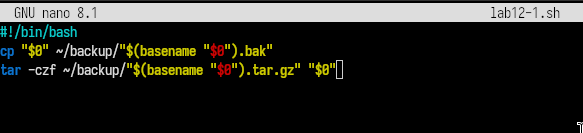 GNU nano 8.1 lab12-1.sh
#!/bin/bash
cp "$0" ~/backup/"$(basename "$0").bak"
tar -czf ~/backup/"$(basename "$0").tar.gz" "$0"